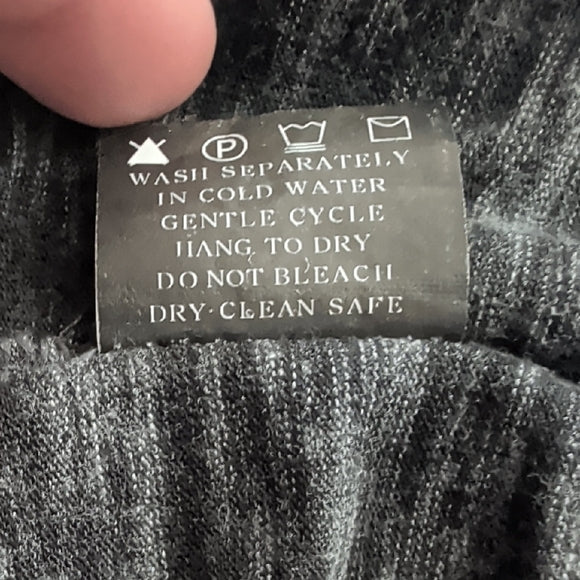 P
WASH SEPARATELY
IN COLD WATER
GENTLE CYCLE
HANG TO DRY
DO NOT BLEACH
DRY-CLEAN SAFE